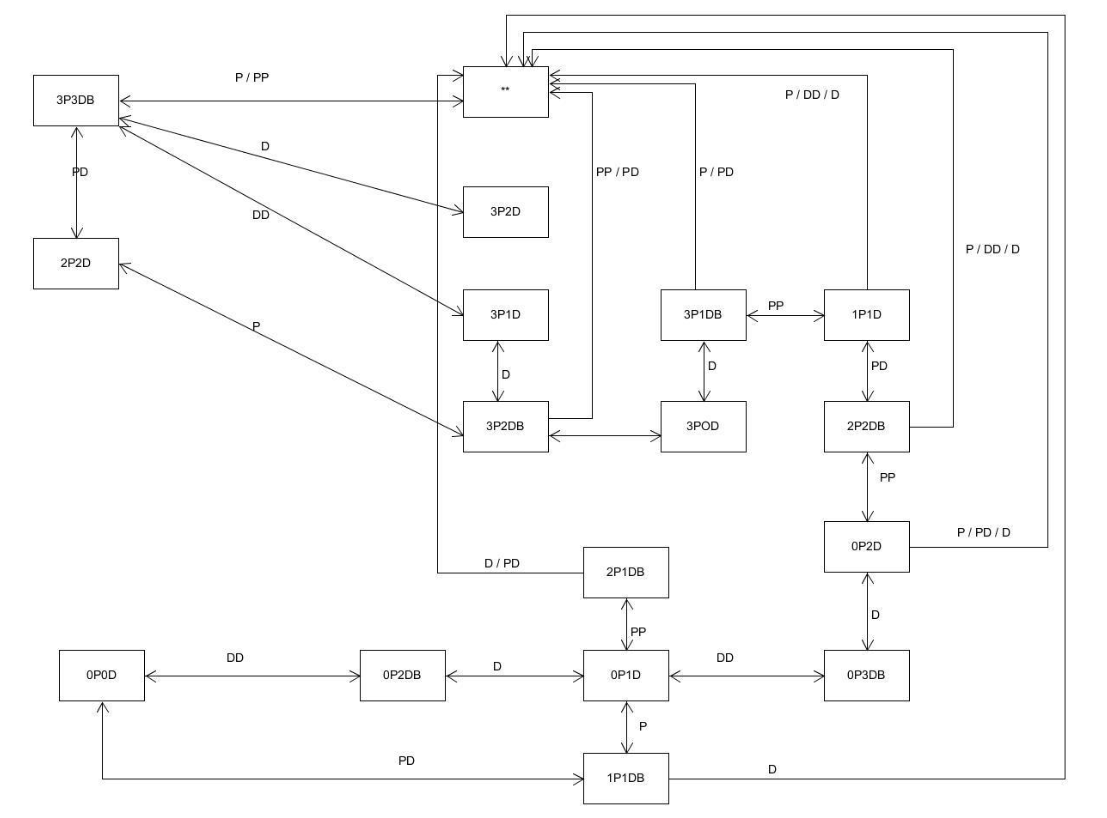 P / PP
**
3P3DB
P / DD / D
D
PD
PP / PD
P / PD
3P2D
DD
P / DD / D
2P2D
3P1D
3P1DB
PP
1P1D
P
D
D
PD
3P2DB
3POD
2P2DB
PP
P / PD / D
0P2D
D / PD
2P1DB
D
PP
DD
D
DD
0P0D
0P2DB
0P1D
0P3DB
P
PD
D
1P1DB